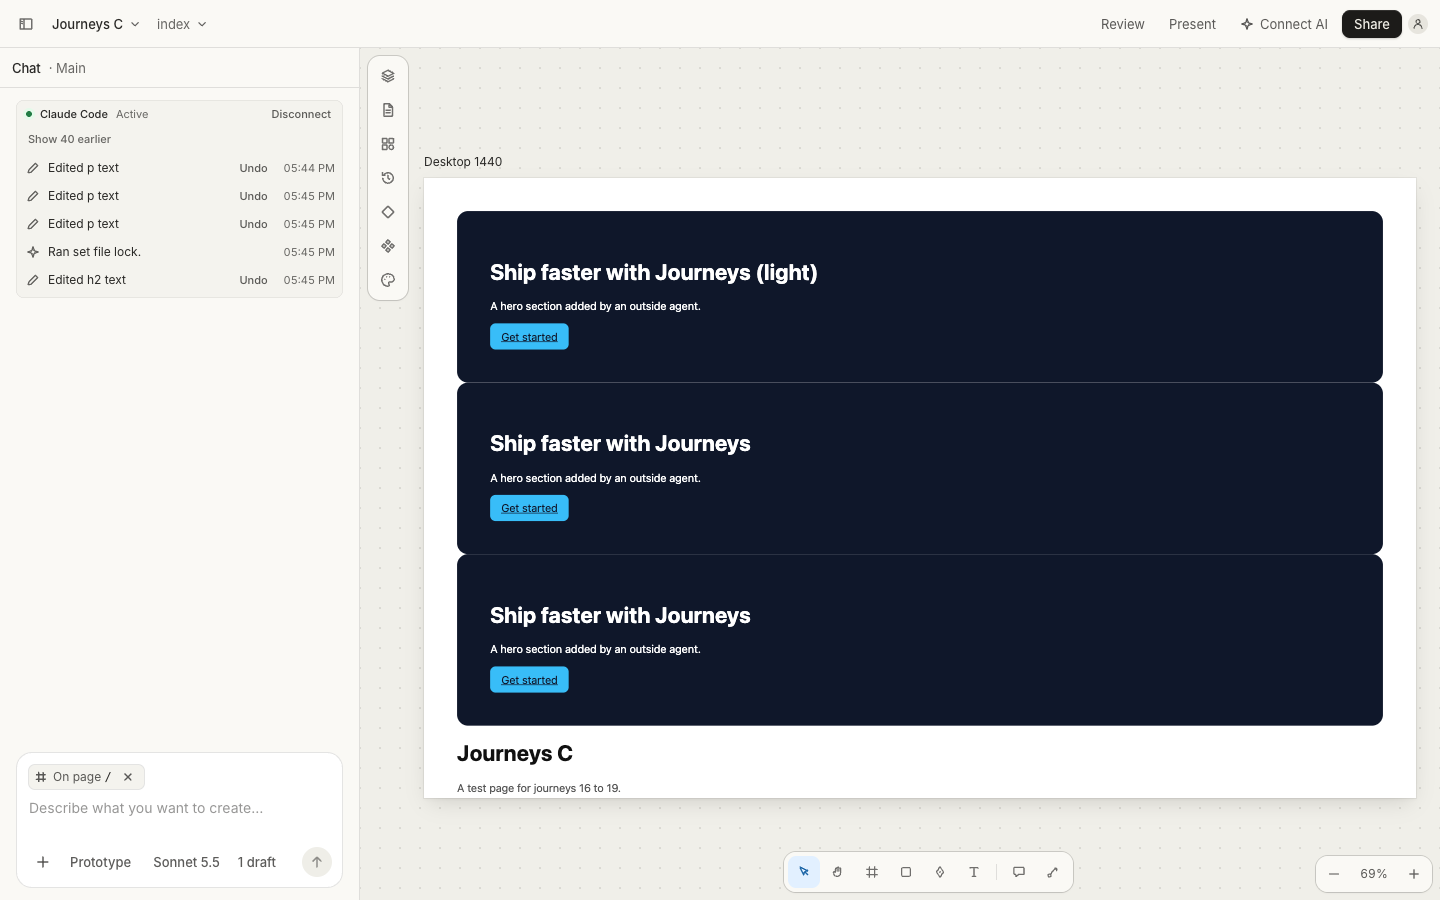 Journeys C
index
Review
Present
Connect AI
Share
Chat · Main
Claude Code Active Disconnect
Show 40 earlier
Edited p text Undo 05:44 PM
Edited p text Undo 05:45 PM
Edited p text Undo 05:45 PM
Ran set file lock. 05:45 PM
Edited h2 text Undo 05:45 PM
On page /
Describe what you want to create...
Prototype Sonnet 5.5 1 draft
Desktop 1440
Ship faster with Journeys (light)
A hero section added by an outside agent.
Get started
Ship faster with Journeys
A hero section added by an outside agent.
Get started
Ship faster with Journeys
A hero section added by an outside agent.
Get started
Journeys C
A test page for journeys 16 to 19.
69%